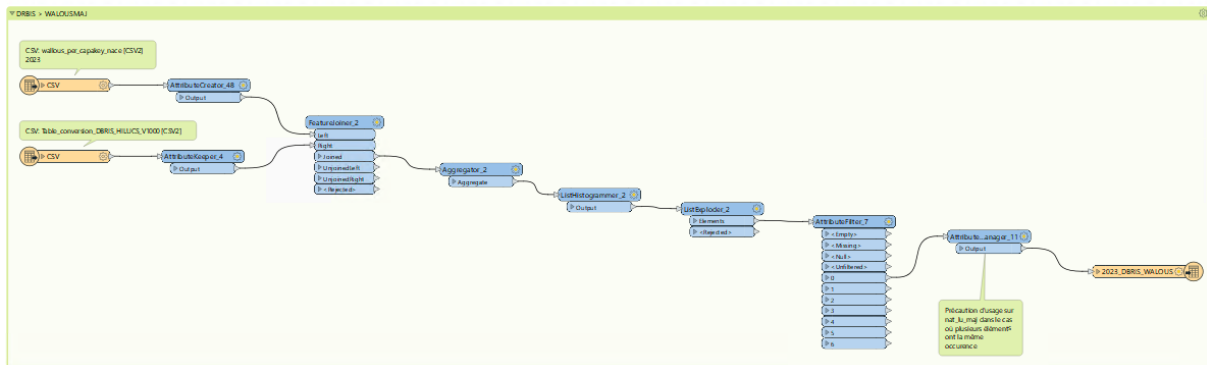 DRBIS > WALOUSMAJ
CSV: wallous_per_capakey_nace [CSV2]
2023
CSV
AttributeCreator_48
Output
CSV: Table_conversion_DBRIS_HILUCS_V1000 [CSV2]
CSV
AttributeKeeper_4
Output
FeatureJoiner_2
Left
Right
Joined
UnjoinedLeft
UnjoinedRight
<Rejected>
Aggregator_2
Aggregate
ListHistogrammer_2
Output
ListExploder_2
Elements
<Rejected>
AttributeFilter_7
<Empty>
<Missing>
<Null>
<Unfiltered>
0
1
2
3
4
5
6
Attribute...anager_11
Output
2023_DBRIS_WALOUS
Précaution d'usage sur
nat_lu_maj dans le cas
où plusieurs éléments
ont la même
occurence